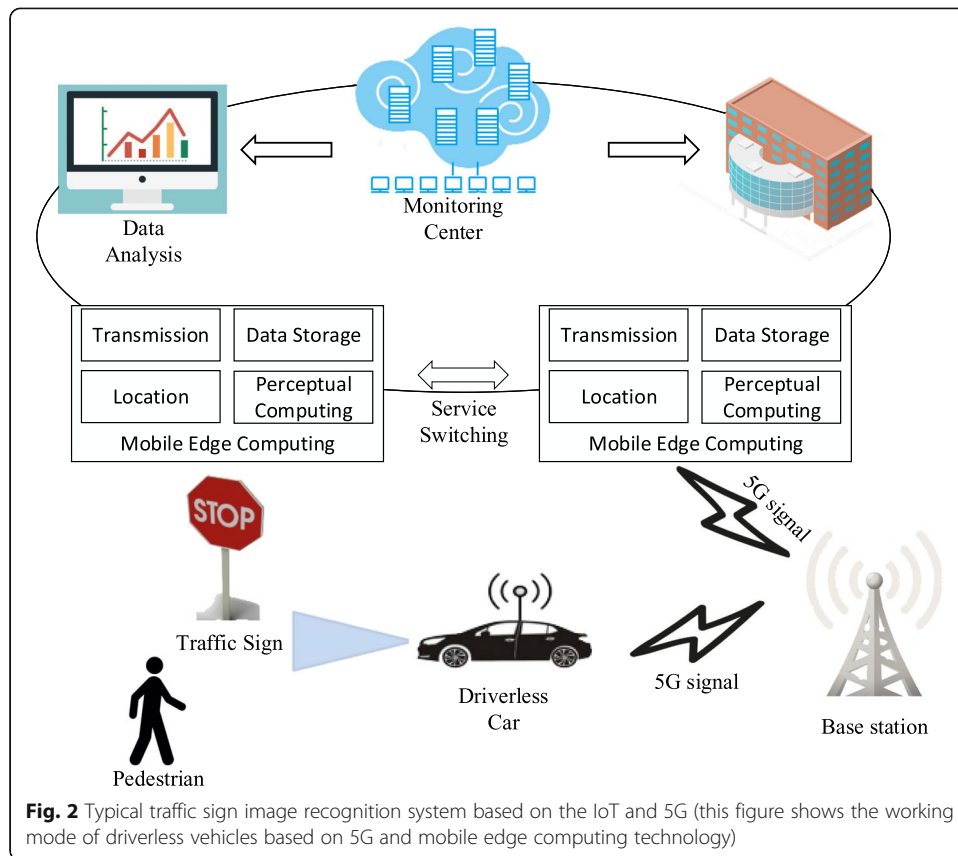 Monitoring
Center
Data
Analysis
Transmission
Data Storage
Location
Perceptual
Computing
Mobile Edge Computing
Service
Switching
Transmission
Data Storage
Location
Perceptual
Computing
Mobile Edge Computing
STOP
5G signal
Traffic Sign
Driverless
Car
5G signal
Base station
Pedestrian
Fig. 2 Typical traffic sign image recognition system based on the IoT and 5G (this figure shows the working
mode of driverless vehicles based on 5G and mobile edge computing technology)